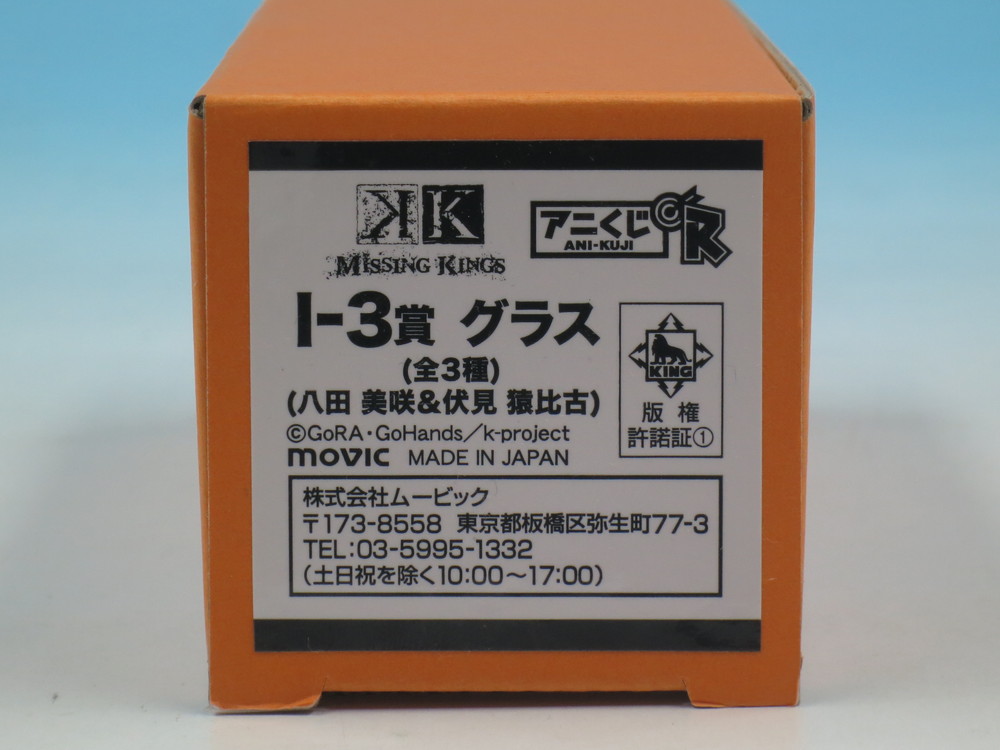 K K
MISSING KINGS
アニくじ
ANI-KUJI
R
I-3賞 グラス
(全3種)
(八田 美咲&伏見 猿比古)
©GoRA・GoHands/k-project
movic MADE IN JAPAN
KING
版権
許諾証①
株式会社ムービック
〒173-8558 東京都板橋区弥生町77-3
TEL:03-5995-1332
(土日祝を除く10:00～17:00)